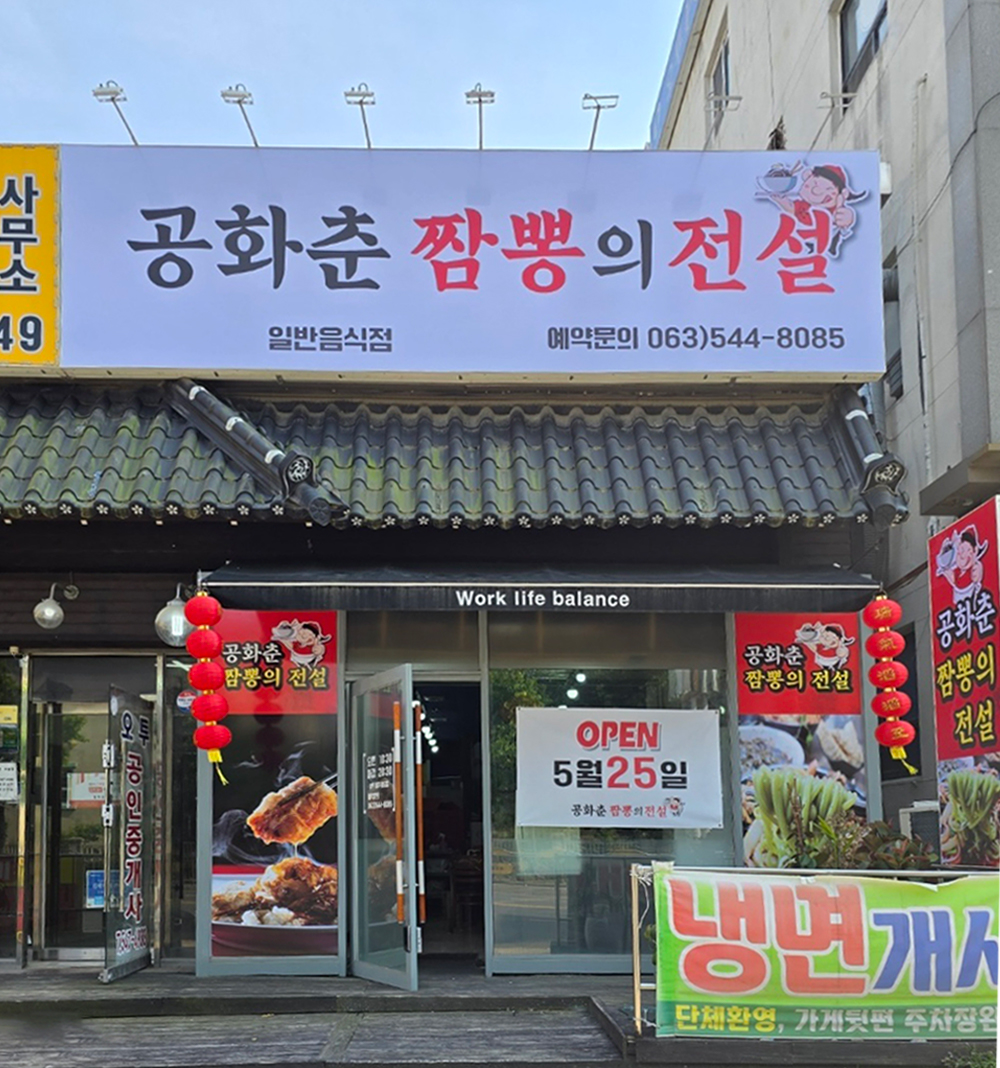 사무소
49
공화춘 짬뽕의 전설
일반음식점
예약문의 063)544-8085
Work life balance
공화춘
짬뽕의 전설
공화춘
짬뽕의 전설
공화춘
짬뽕의
전설
OPEN
5월25일
공화춘 짬뽕의 전설
오투 공인중개사
냉면개시
단체환영, 가게뒷편 주차장완